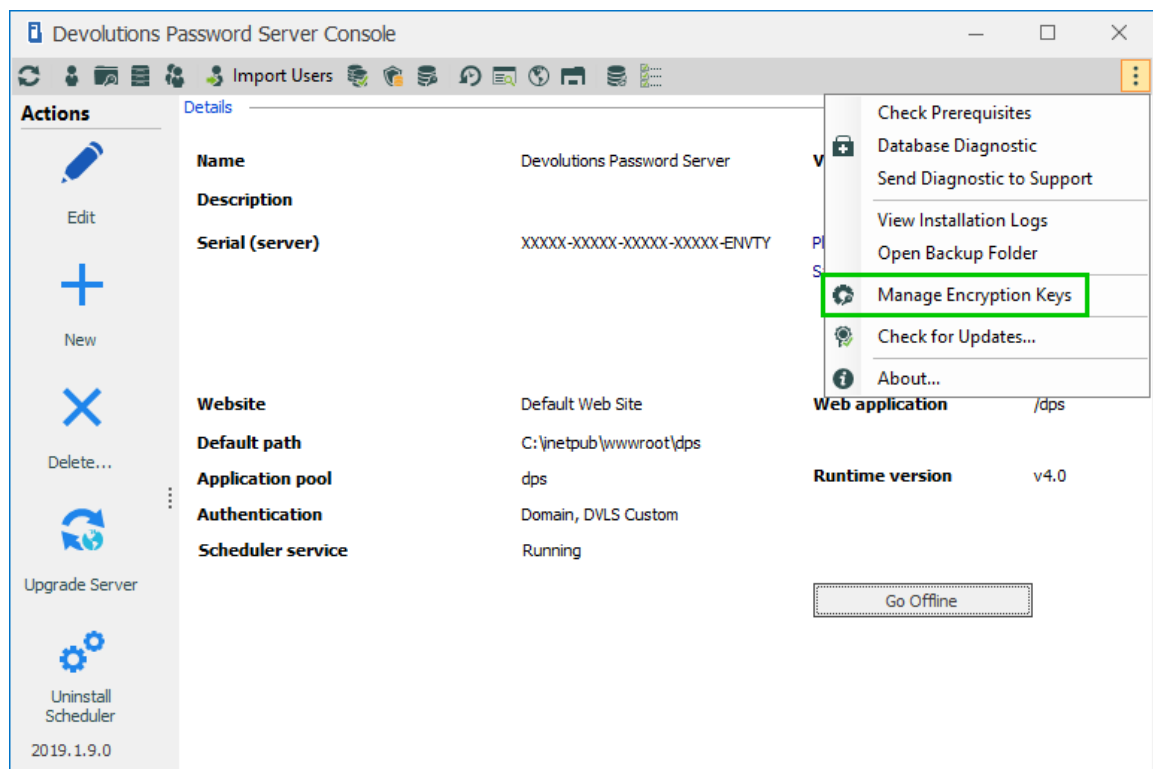 Devolutions Password Server Console
Import Users
Actions
Edit
New
Delete...
Upgrade Server
Uninstall
Scheduler
2019.1.9.0
Details
Name Devolutions Password Server V
Description
Serial (server) XXXXX-XXXXX-XXXXX-XXXXX-ENVTY Pl
S
Website Default Web Site Web application /dps
Default path C:\inetpub\wwwroot\dps
Application pool dps Runtime version v4.0
Authentication Domain, DVLS Custom
Scheduler service Running
Go Offline
Check Prerequisites
Database Diagnostic
Send Diagnostic to Support
View Installation Logs
Open Backup Folder
Manage Encryption Keys
Check for Updates...
About...